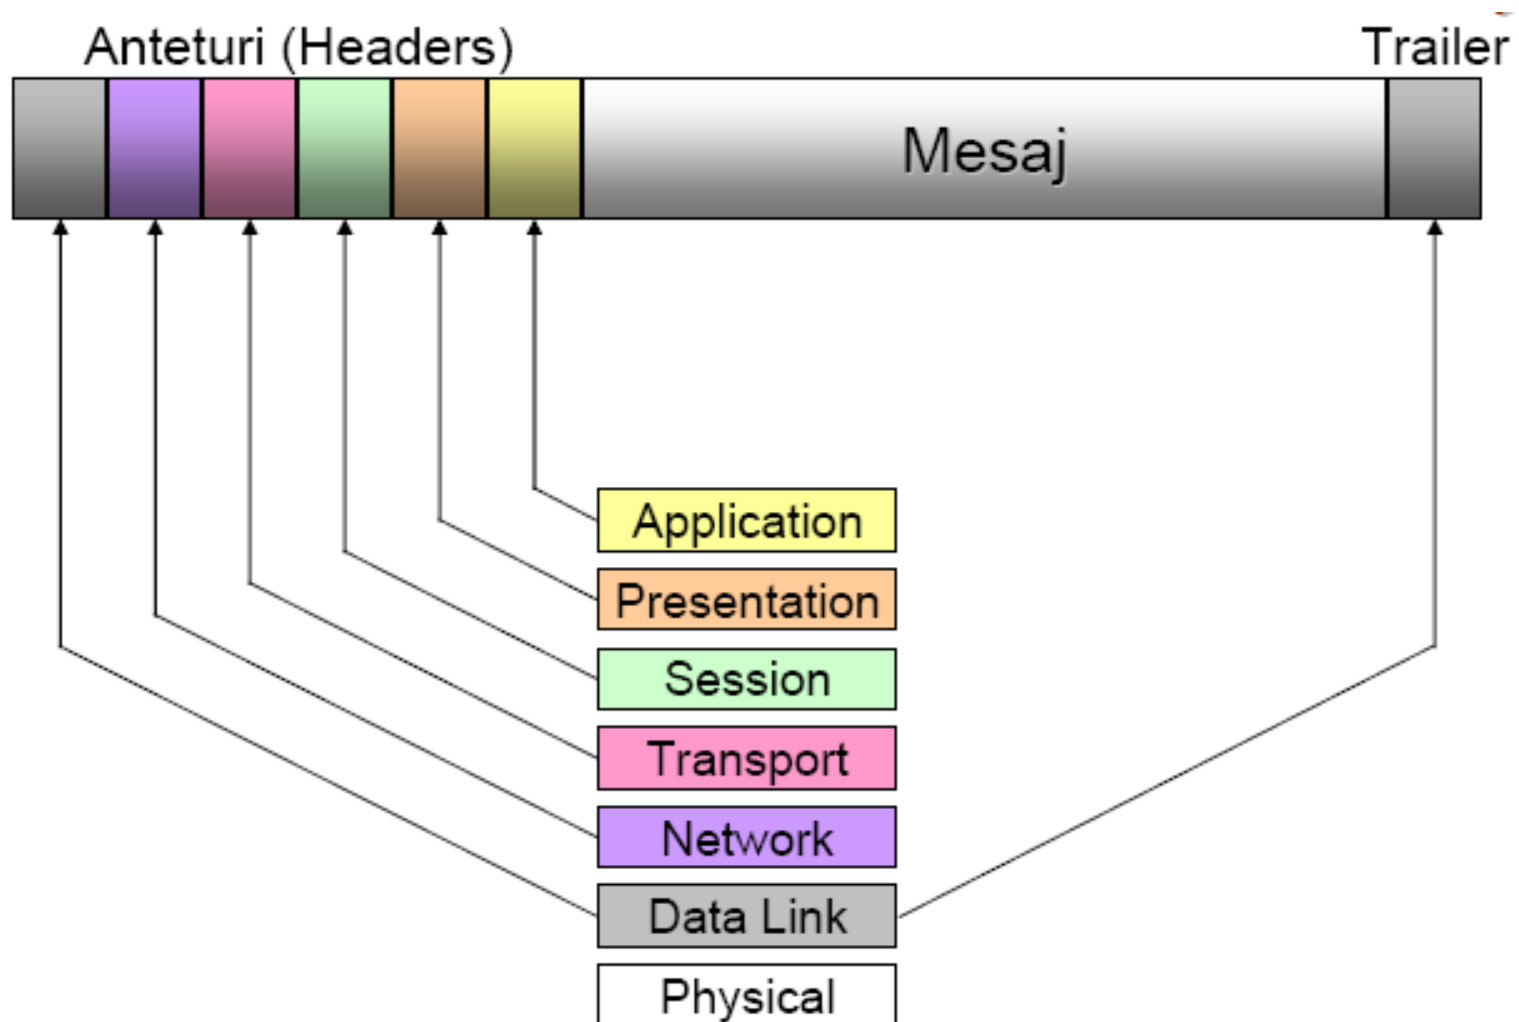 Anteturi (Headers)
Trailer
Mesaj
Application
Presentation
Session
Transport
Network
Data Link
Physical